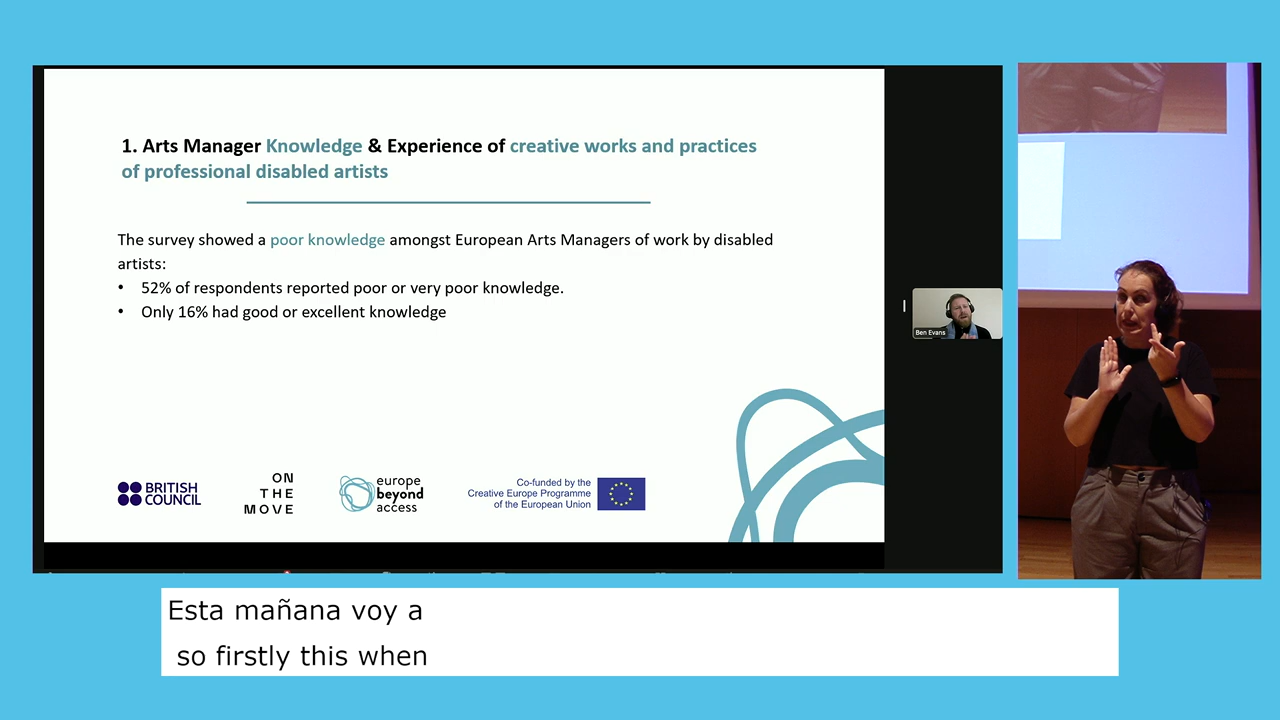 1. Arts Manager Knowledge & Experience of creative works and practices
of professional disabled artists
The survey showed a poor knowledge amongst European Arts Managers of work by disabled
artists:
• 52% of respondents reported poor or very poor knowledge.
• Only 16% had good or excellent knowledge
BRITISH
COUNCIL
ON
THE
MOVE
europe
beyond
access
Co-funded by the
Creative Europe Programme
of the European Union
Ben Evans
Esta mañana voy a
so firstly this when